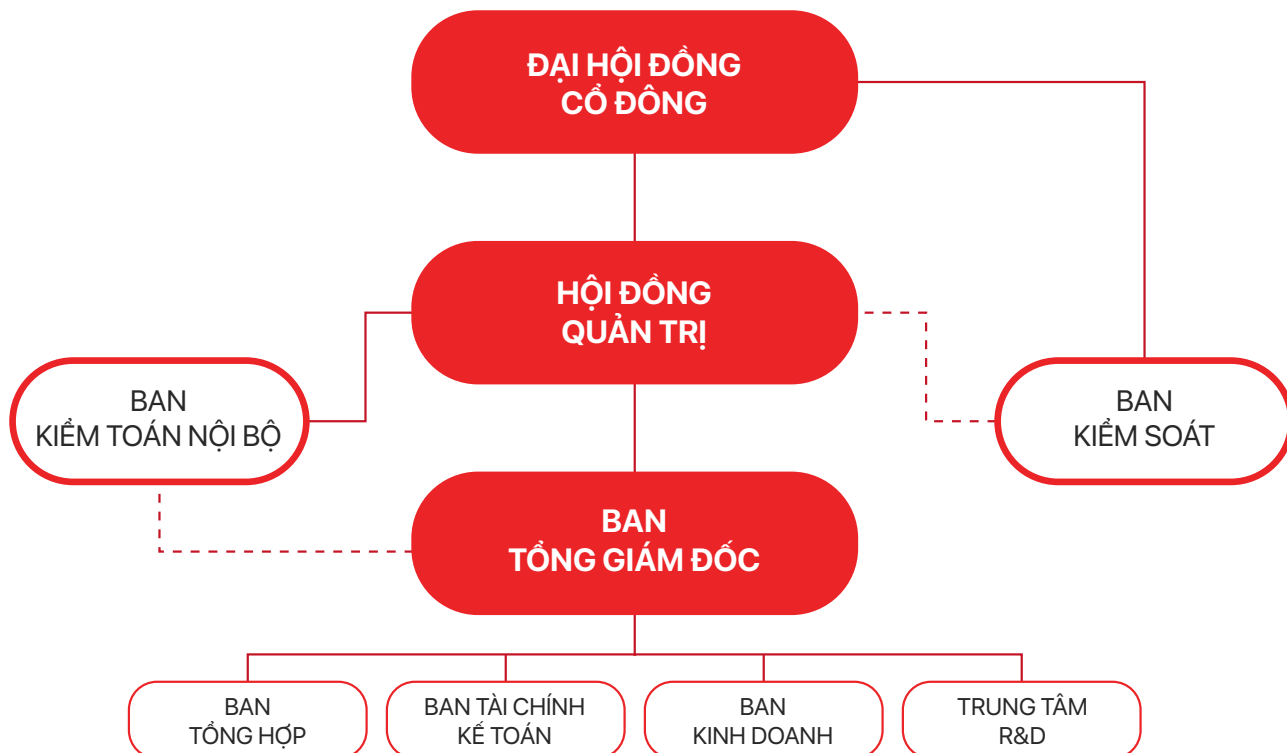 ĐẠI HỘI ĐỒNG
CỔ ĐÔNG
HỘI ĐỒNG
QUẢN TRỊ
BAN
KIỂM TOÁN NỘI BỘ
BAN
KIỂM SOÁT
BAN
TỔNG GIÁM ĐỐC
BAN
TỔNG HỢP
BAN TÀI CHÍNH
KẾ TOÁN
BAN
KINH DOANH
TRUNG TÂM
R&D